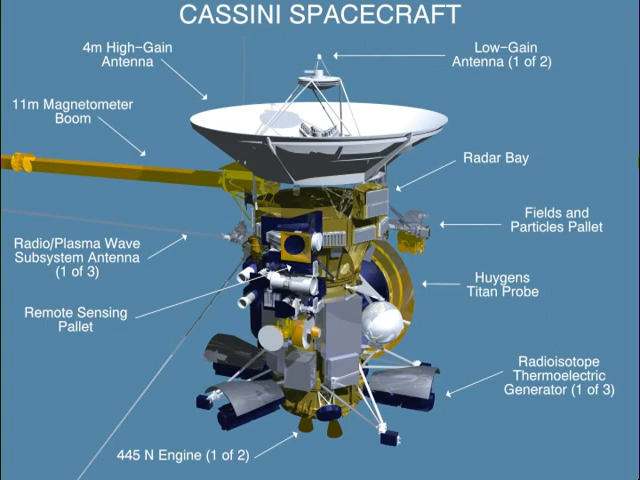 CASSINI SPACECRAFT
4m High-Gain
Antenna
Low-Gain
Antenna (1 of 2)
11m Magnetometer
Boom
Radar Bay
Fields and
Particles Pallet
Radio/Plasma Wave
Subsystem Antenna
(1 of 3)
Huygens
Titan Probe
Remote Sensing
Pallet
Radioisotope
Thermoelectric
Generator (1 of 3)
445 N Engine (1 of 2)